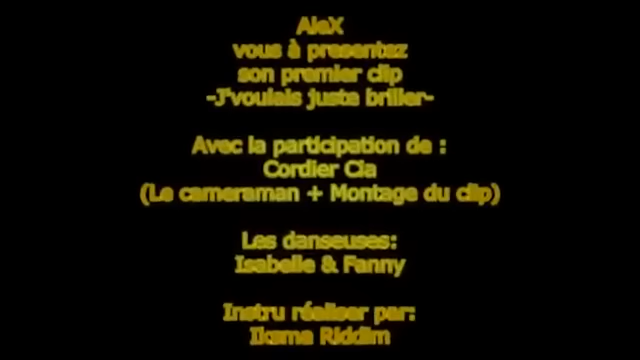 AleX
vous à presentez
son premier clip
-J'voulais juste briller-
Avec la participation de :
Cordier Cia
(Le cameraman + Montage du clip)
Les danseuses:
Isabelle & Fanny
Instru réaliser par:
Iksma Riddim